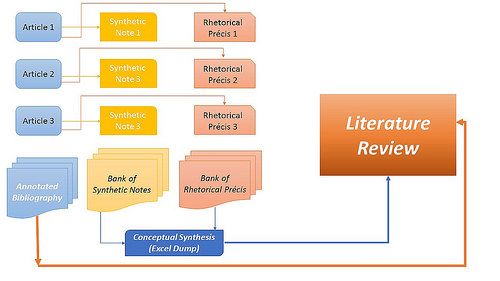 Article 1
Synthetic
Note 1
Rhetorical
Précis 1
Article 2
Synthetic
Note 3
Rhetorical
Précis 2
Article 3
Synthetic
Note 3
Rhetorical
Précis 3
Literature
Review
Annotated
Bibliography
Bank of
Synthetic Notes
Bank of
Rhetorical Précis
Conceptual Synthesis
(Excel Dump)